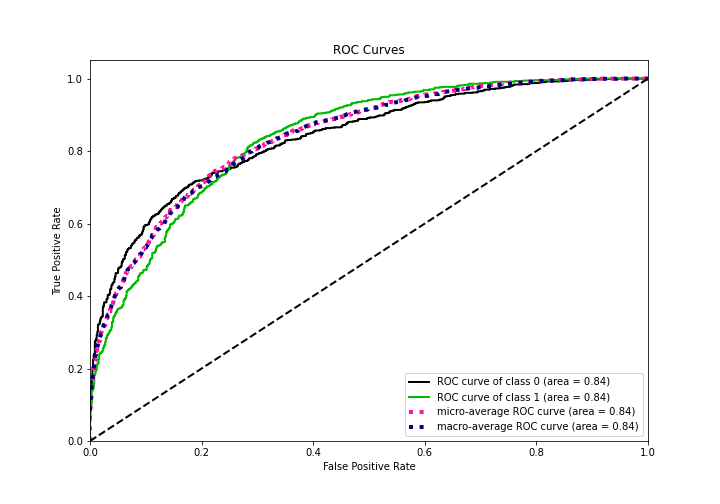 ROC Curves
True Positive Rate
1.0
0.8
0.6
0.4
0.2
0.0
0.0 0.2 0.4 0.6 0.8 1.0
False Positive Rate
ROC curve of class 0 (area = 0.84)
ROC curve of class 1 (area = 0.84)
micro-average ROC curve (area = 0.84)
macro-average ROC curve (area = 0.84)